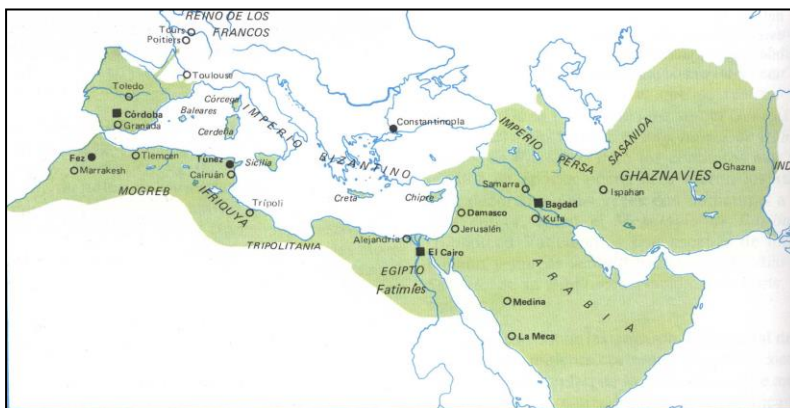 REINO DE LOS
FRANCOS
Tours
Poitiers
Toulouse
Toledo
Córdoba
Granada
Baleares
Córcega
Cerdeña
IMPERIO
BIZANTINO
Constantinopla
Sicilia
Creta
Chipre
Fez
Marrakesh
Tlemcén
Túnez
Cairuán
MOGREB
IFRIQUYA
Trípoli
TRIPOLITANIA
Alejandría
El Cairo
EGIPTO
Fatimíes
Damasco
Jerusalén
Samarra
Bagdad
Kufa
IMPERIO PERSA SASANIDA
GHAZNAVIES
Ghazna
Ispahan
IND
ARABIA
Medina
La Meca